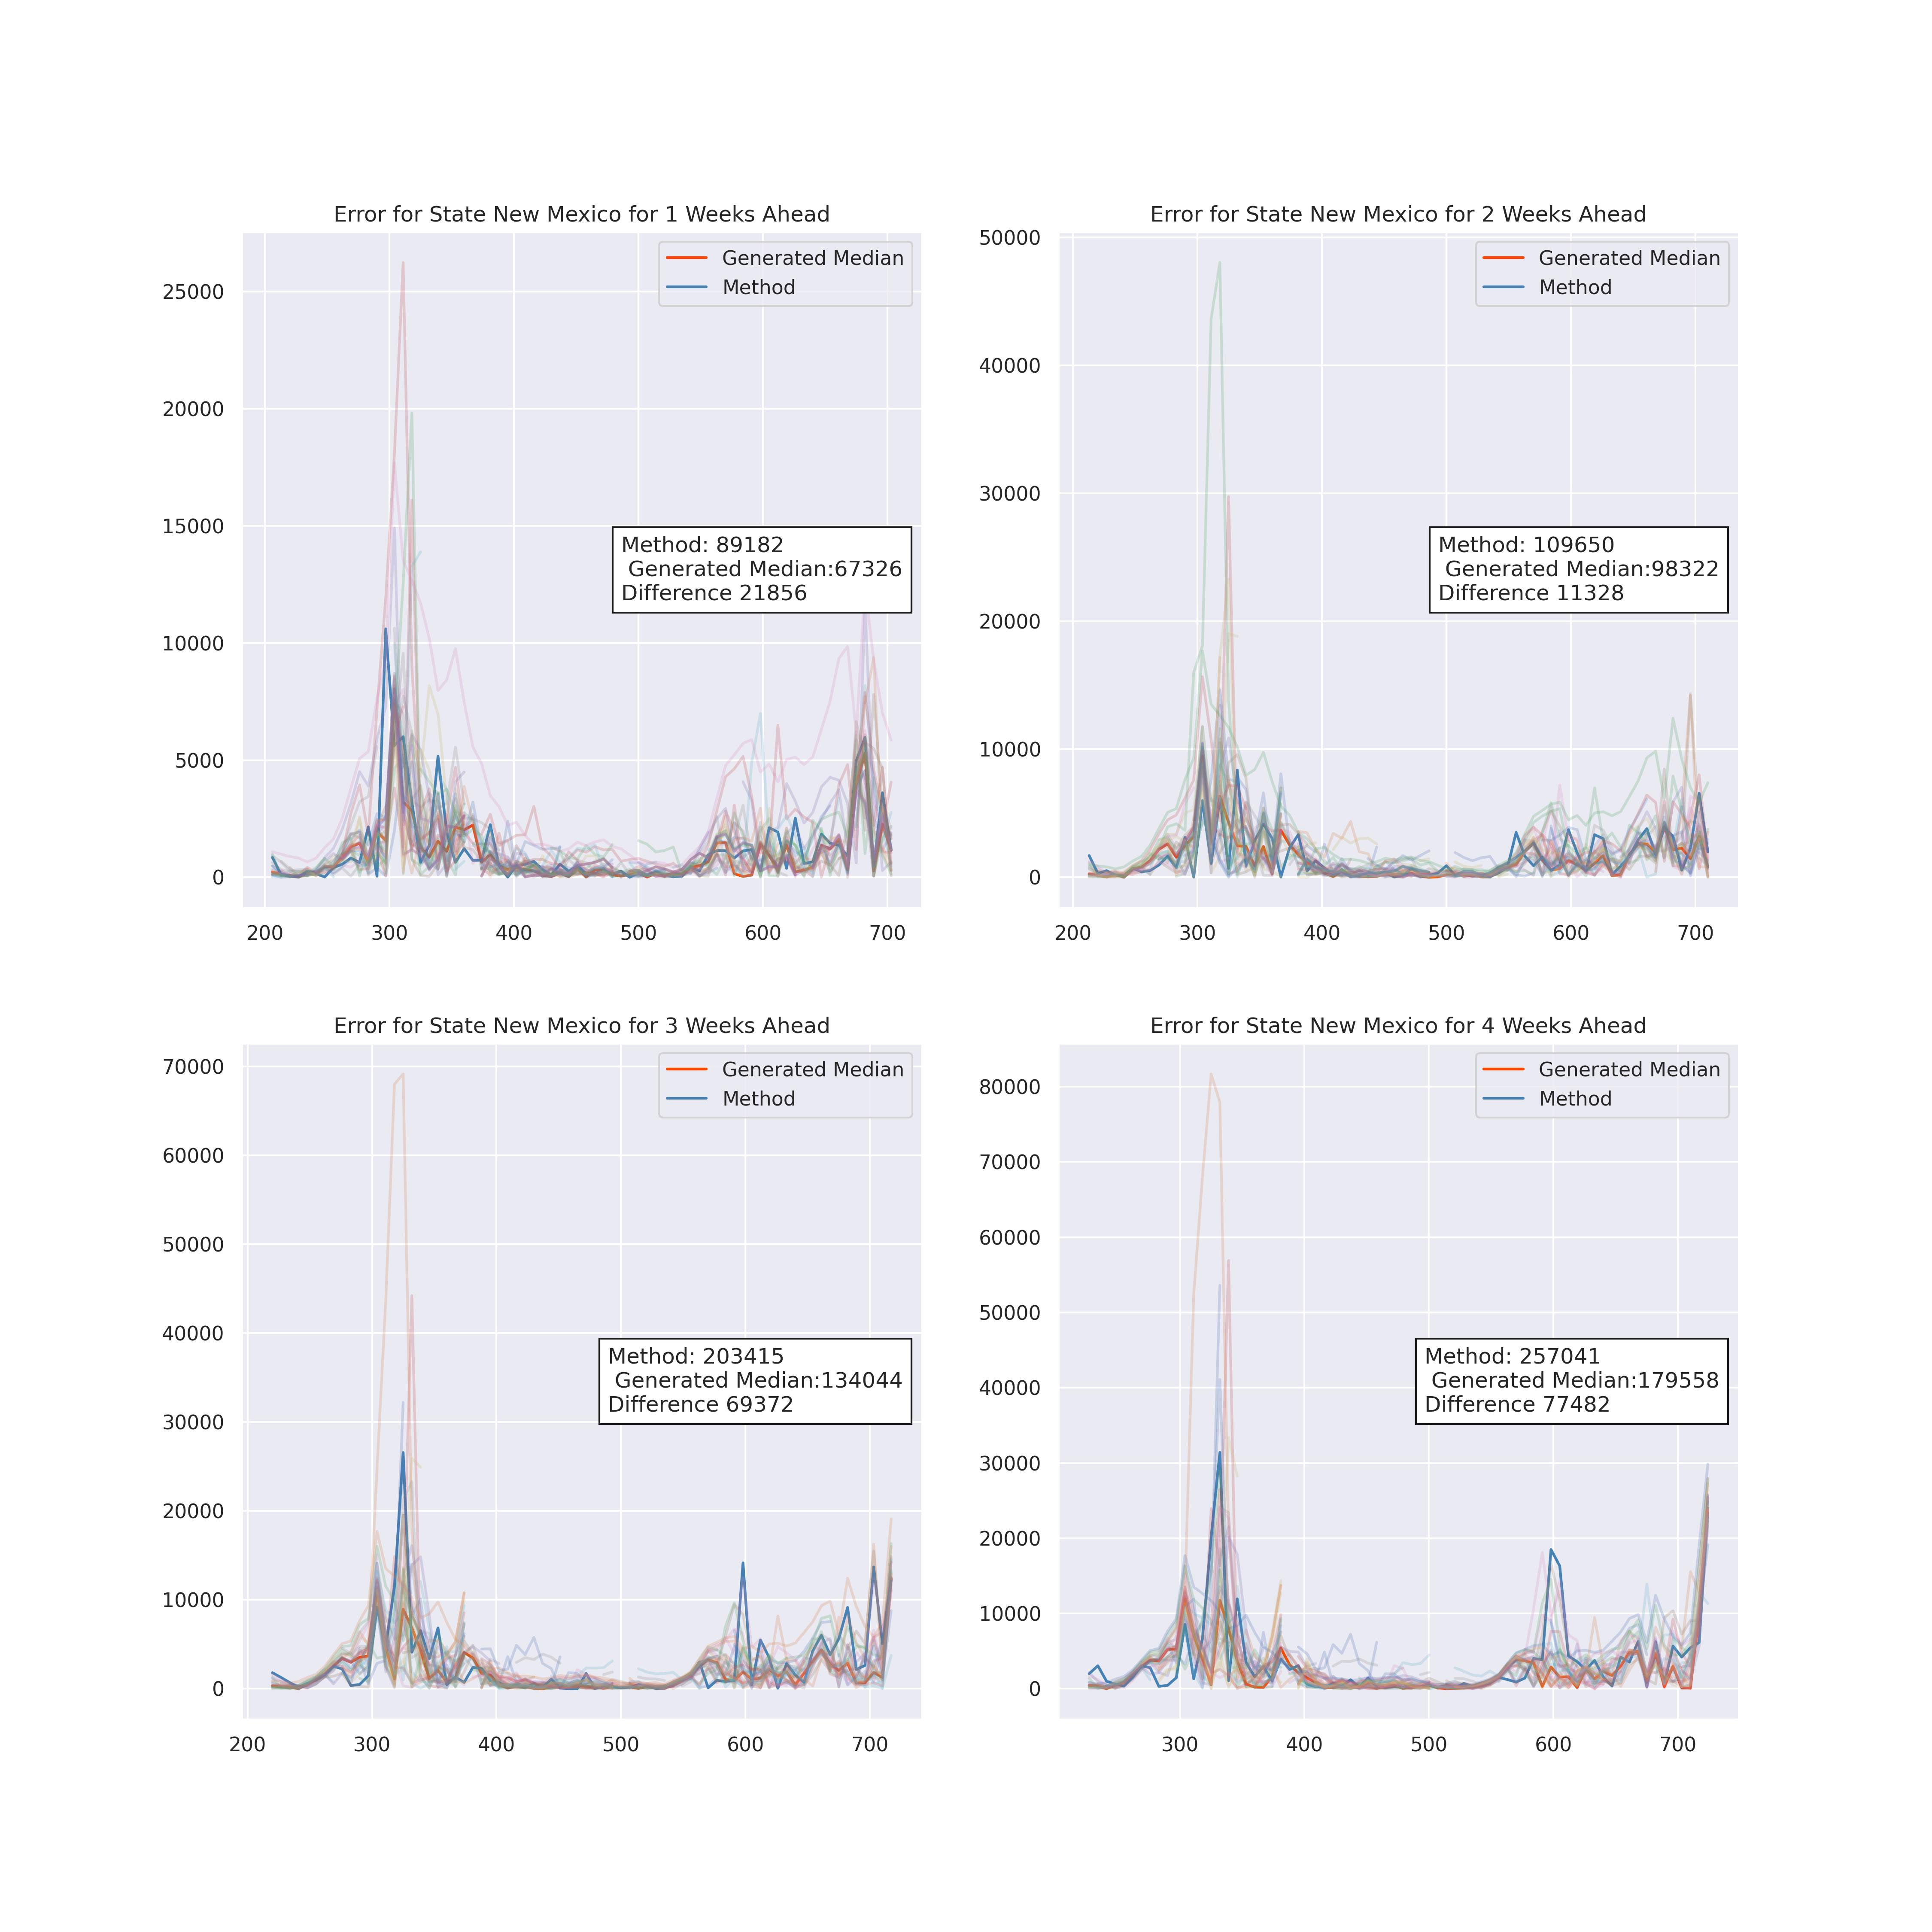 Error for State New Mexico for 1 Weeks Ahead
Generated Median
Method
25000
20000
15000
10000
5000
0
Method: 89182
Generated Median:67326
Difference 21856
200 300 400 500 600 700
Error for State New Mexico for 2 Weeks Ahead
Generated Median
Method
50000
40000
30000
20000
10000
0
Method: 109650
Generated Median:98322
Difference 11328
200 300 400 500 600 700
Error for State New Mexico for 3 Weeks Ahead
Generated Median
Method
70000
60000
50000
40000
30000
20000
10000
0
Method: 203415
Generated Median:134044
Difference 69372
200 300 400 500 600 700
Error for State New Mexico for 4 Weeks Ahead
Generated Median
Method
80000
70000
60000
50000
40000
30000
20000
10000
0
Method: 257041
Generated Median:179558
Difference 77482
300 400 500 600 700